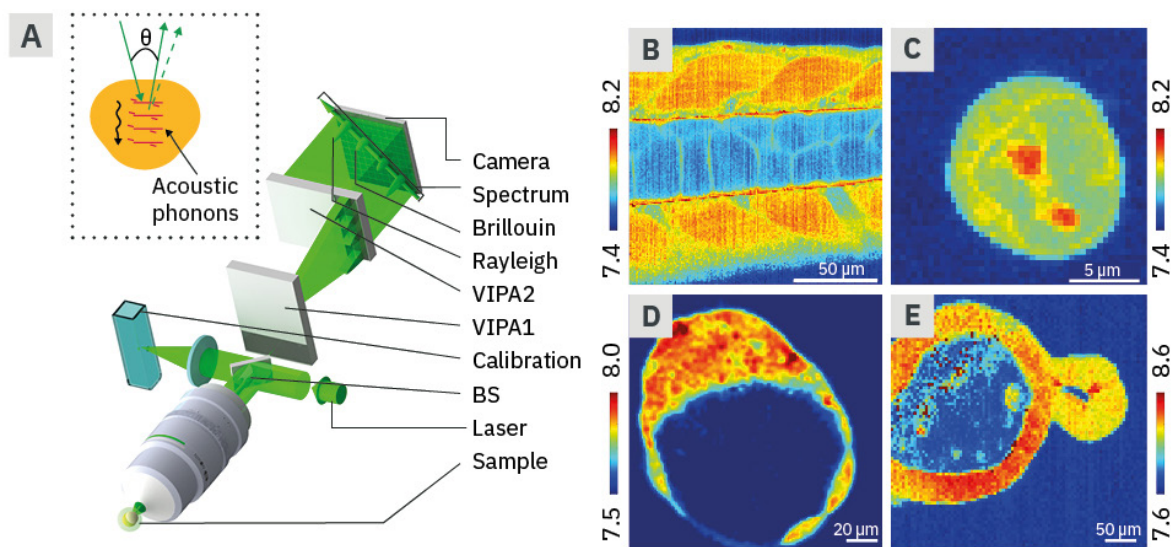 A
θ
Acoustic
phonons
Camera
Spectrum
Brillouin
Rayleigh
VIPA2
VIPA1
Calibration
BS
Laser
Sample
B
8.2
7.4
50 µm
C
8.2
7.4
5 µm
D
8.0
7.5
20 µm
E
8.6
7.6
50 µm